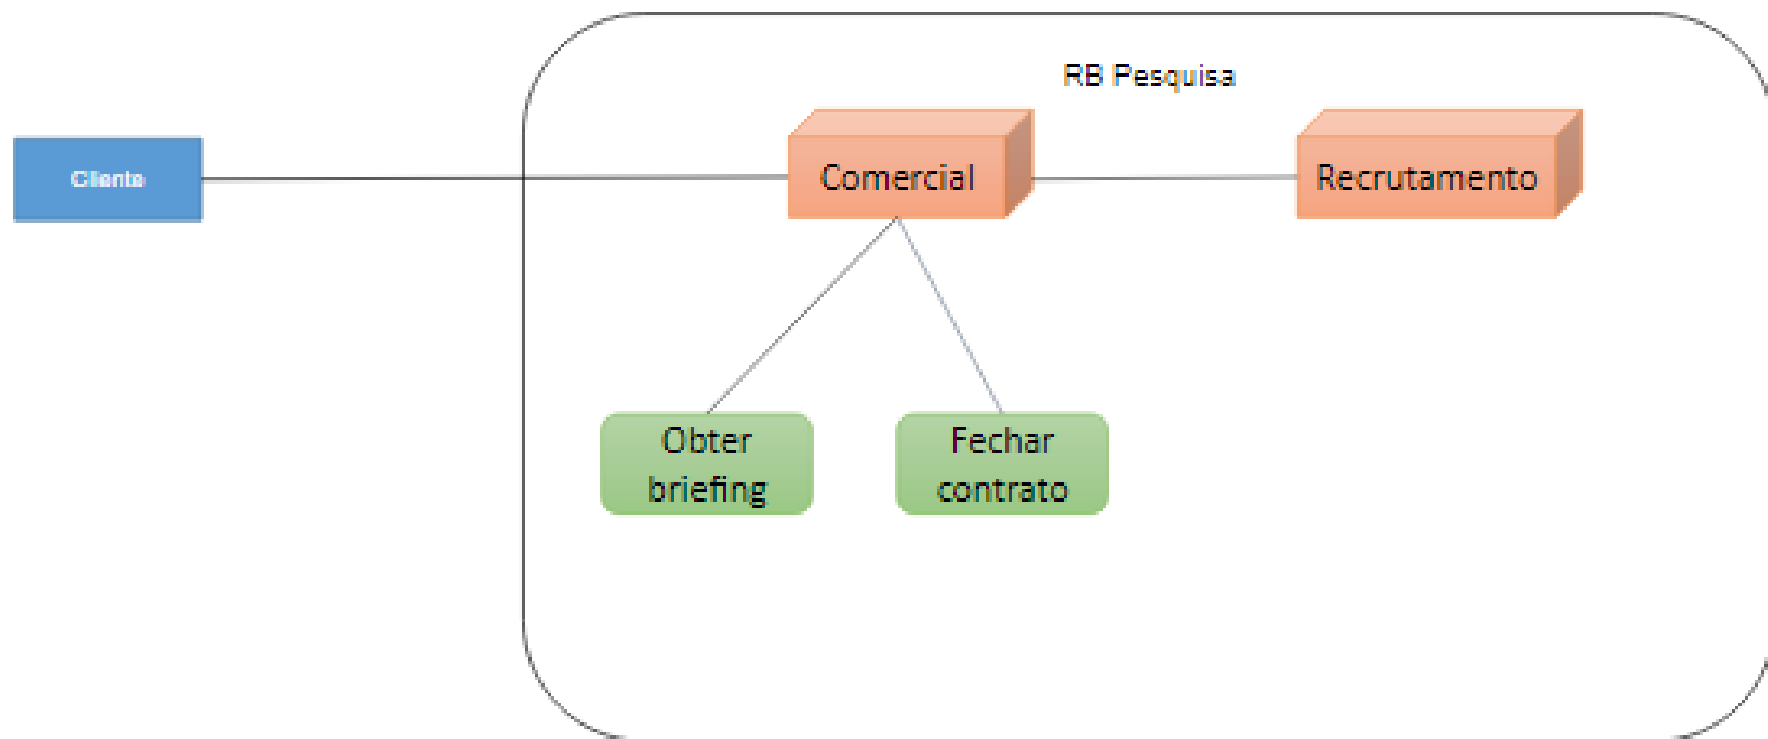 RB Pesquisa
Cliente
Comercial
Recrutamento
Obter
briefing
Fechar
contrato